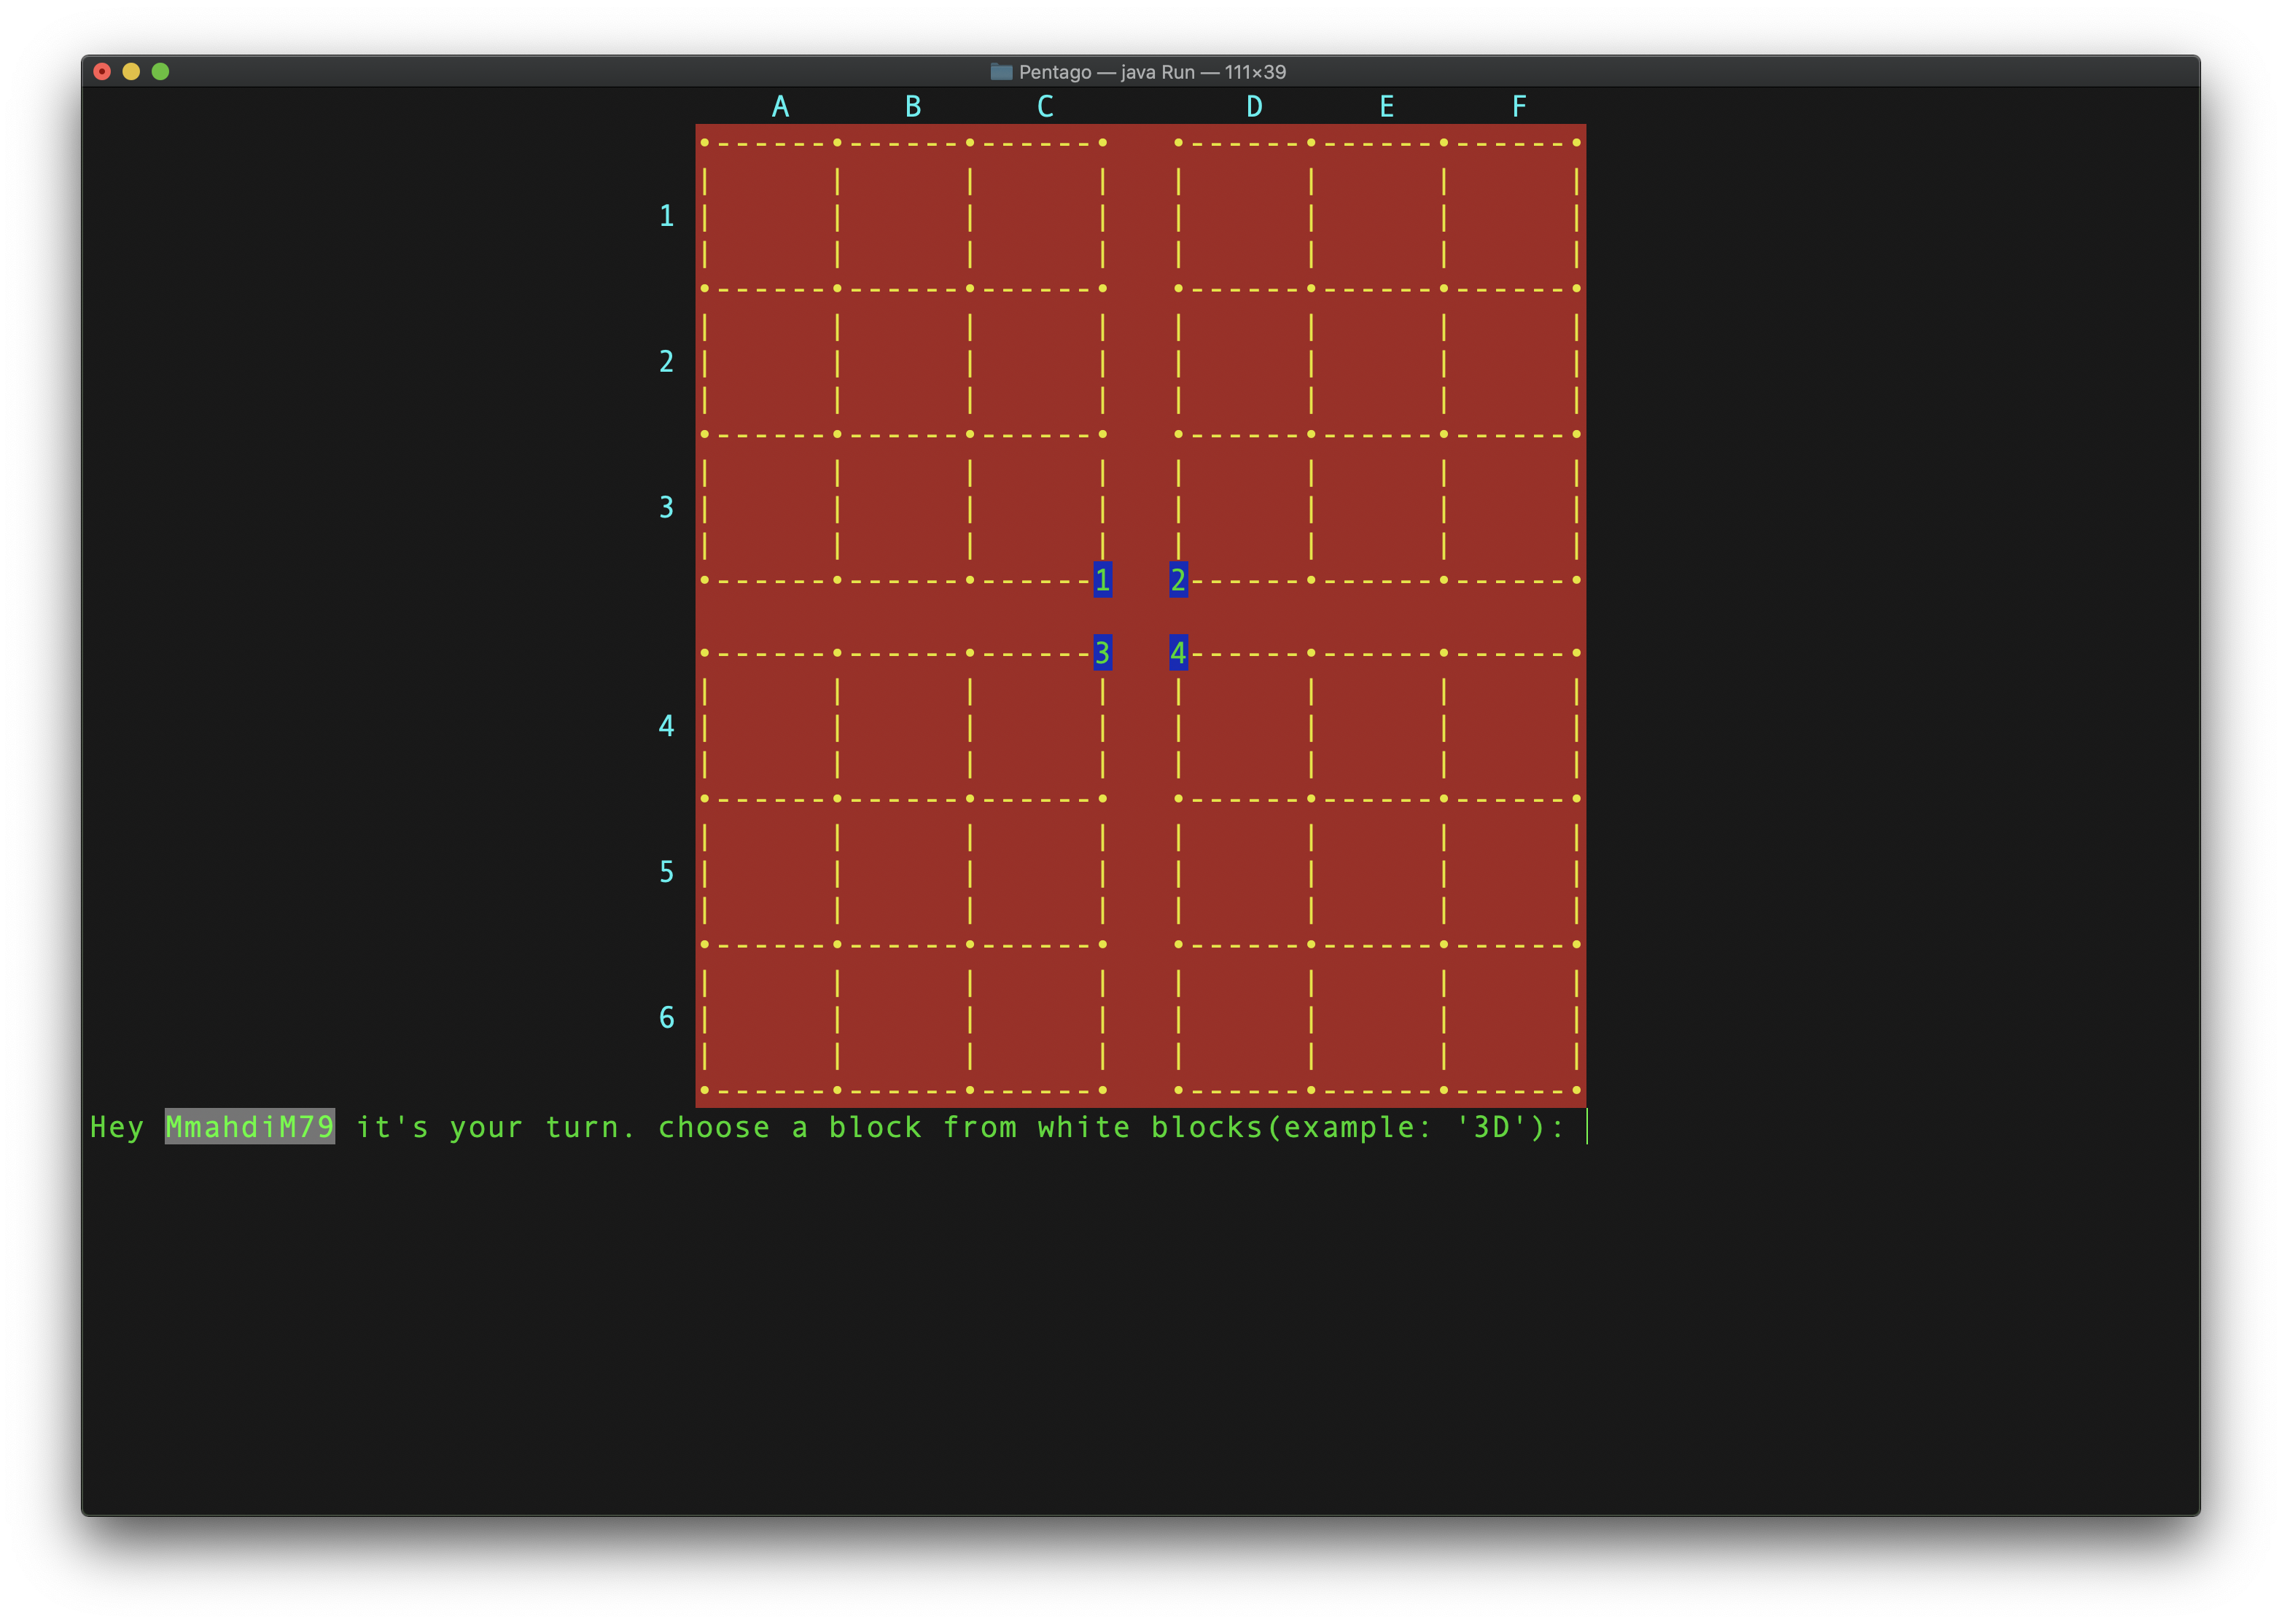 Pentago — java Run — 111×39
A B C D E F
1
2
3
1 2
3 4
4
5
6
Hey MmahdiM79 it's your turn. choose a block from white blocks(example: '3D'):